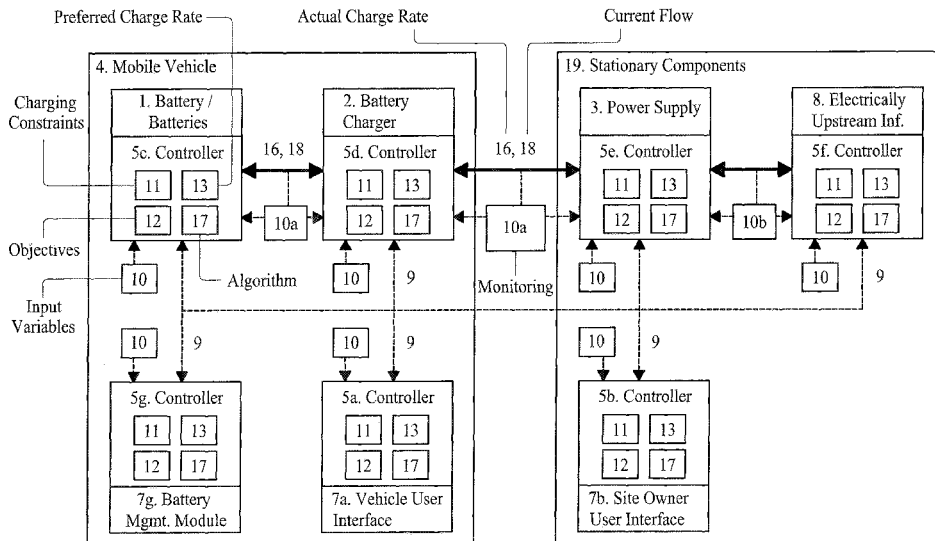 Preferred Charge Rate
Actual Charge Rate
Current Flow
4. Mobile Vehicle
19. Stationary Components
Charging
Constraints
1. Battery /
Batteries
2. Battery
Charger
3. Power Supply
8. Electrically
Upstream Inf.
5c. Controller
16, 18
5d. Controller
16, 18
5e. Controller
5f. Controller
11 13
11 13
11 13
11 13
12 17
10a
12 17
10a
12 17
10b
12 17
Objectives
10
Algorithm
10
9
Monitoring
10
10
9
Input
Variables
10
9
10
9
10
9
5g. Controller
5a. Controller
5b. Controller
11 13
11 13
11 13
12 17
12 17
12 17
7g. Battery
Mgmt. Module
7a. Vehicle User
Interface
7b. Site Owner
User Interface